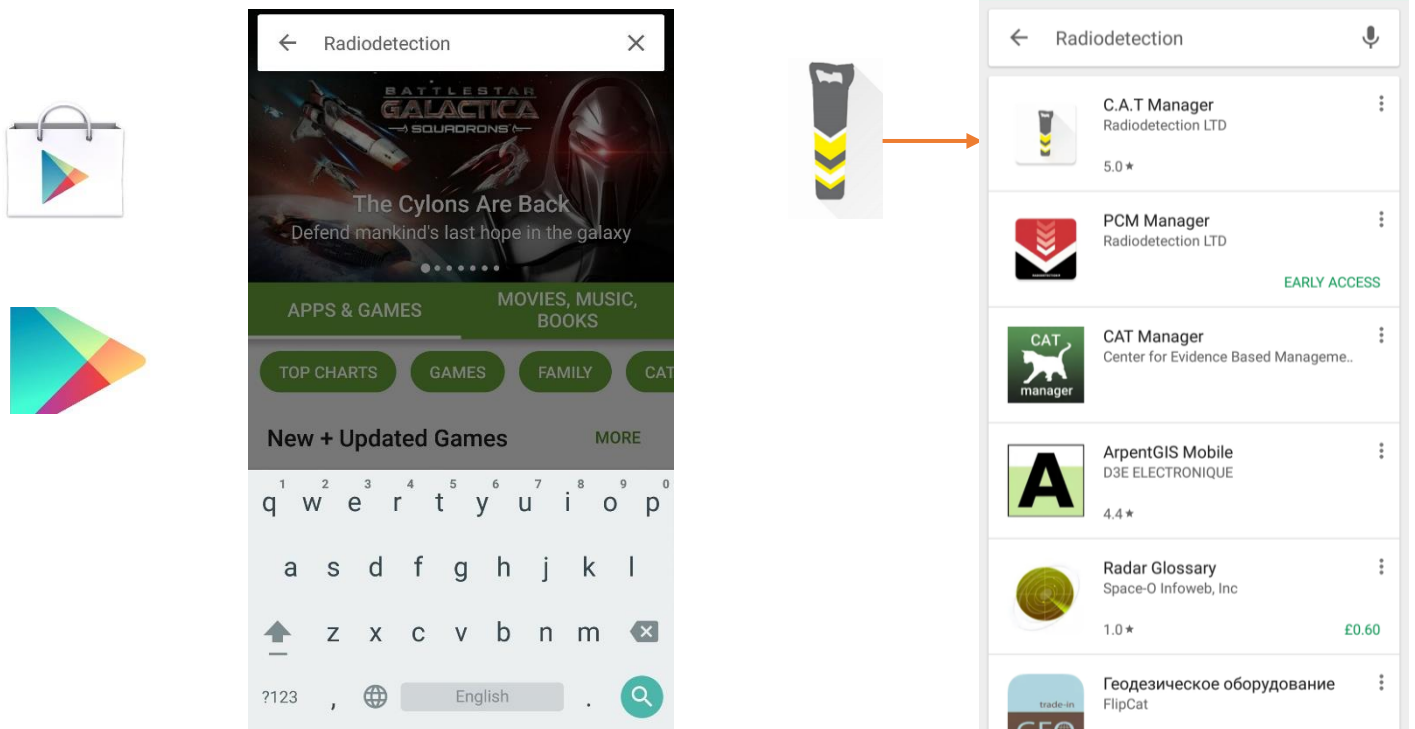 Radiodetection
BATTLESTAR
GALACTICA
SQUADRONS
The Cylons Are Back
Defend mankind's last hope in the galaxy
APPS & GAMES
MOVIES, MUSIC,
BOOKS
TOP CHARTS
GAMES
FAMILY
CAT
New + Updated Games
MORE
1 2 3 4 5 6 7 8 9 0
q w e r t y u i o p
a s d f g h j k l
z x c v b n m
?123 , English .
Radiodetection
C.A.T Manager
Radiodetection LTD
5.0★
PCM Manager
Radiodetection LTD
EARLY ACCESS
CAT
manager
CAT Manager
Center for Evidence Based Manageme..
A
ArpentGIS Mobile
D3E ELECTRONIQUE
4.4★
Radar Glossary
Space-O Infoweb, Inc
1.0★
£0.60
trade-in
GEO
Геодезическое оборудование
FlipCat